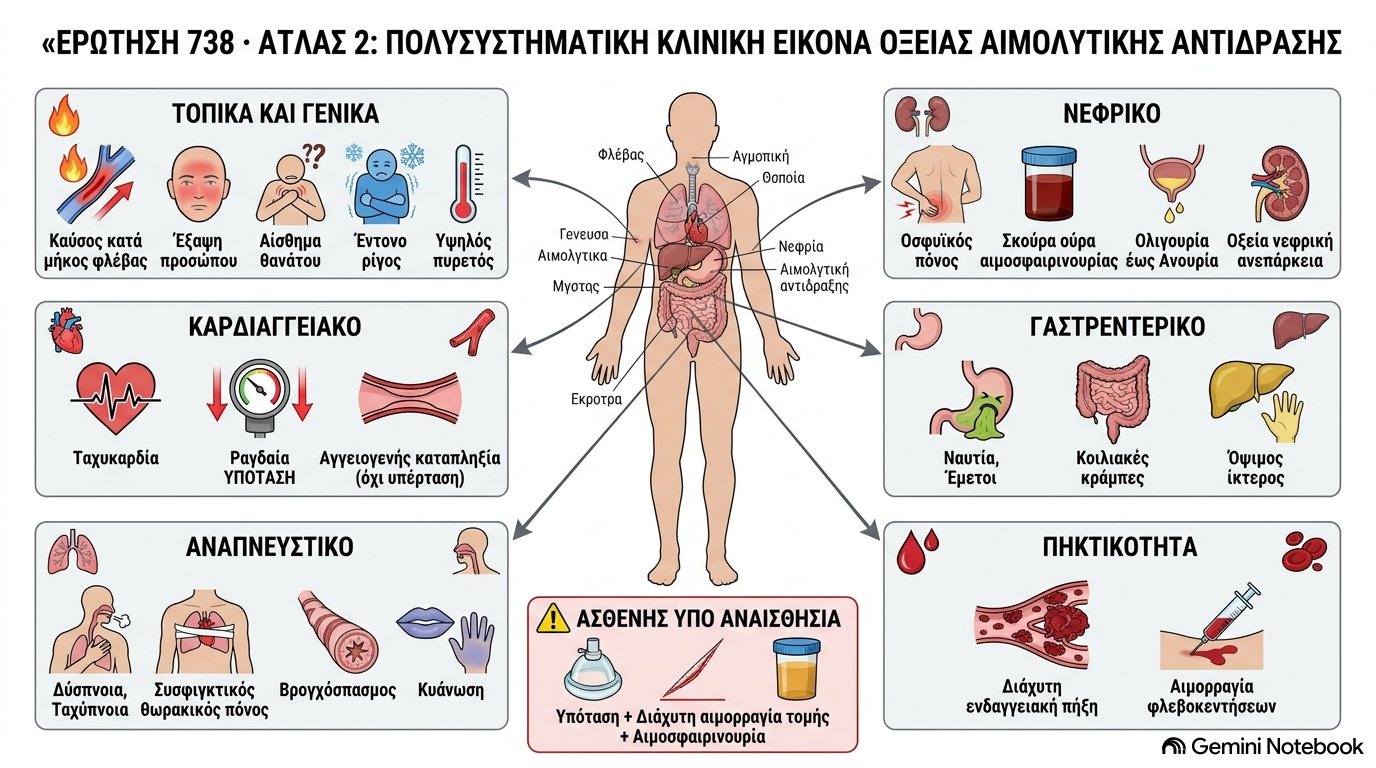 «ΕΡΩΤΗΣΗ 738 · ΑΤΛΑΣ 2: ΠΟΛΥΣΥΣΤΗΜΑΤΙΚΗ ΚΛΙΝΙΚΗ ΕΙΚΟΝΑ ΟΞΕΙΑΣ ΑΙΜΟΛΥΤΙΚΗΣ ΑΝΤΙΔΡΑΣΗΣ
ΤΟΠΙΚΑ ΚΑΙ ΓΕΝΙΚΑ
??
Καύσος κατά
μήκος φλέβας
Έξαψη
προσώπου
Αίσθημα
θανάτου
Έντονο
ρίγος
Υψηλός
πυρετός
ΚΑΡΔΙΑΓΓΕΙΑΚΟ
Ταχυκαρδία
Ραγδαία
ΥΠΟΤΑΣΗ
Αγγειογενής καταπληξία
(όχι υπέρταση)
ΑΝΑΠΝΕΥΣΤΙΚΟ
Δύσπνοια,
Ταχύπνοια
Συσφιγκτικός
θωρακικός πόνος
Βρογχόσπασμος
Κυάνωση
Φλέβας
Αγμοπική
Θοποία
Γενευσα
Αιμολυτικα
Μγστας
Νεφρία
Αιμολυτική
αντιδραξης
Εκροτρα
ΑΣΘΕΝΗΣ ΥΠΟ ΑΝΑΙΣΘΗΣΙΑ
Υπόταση + Διάχυτη αιμορραγία τομής
+ Αιμοσφαιρινουρία
ΝΕΦΡΙΚΟ
Οσφυϊκός
πόνος
Σκούρα ούρα
αιμοσφαιρινουρίας
Ολιγουρία
έως Ανουρία
Οξεία νεφρική
ανεπάρκεια
ΓΑΣΤΡΕΝΤΕΡΙΚΟ
Ναυτία,
Έμετοι
Κοιλιακές
κράμπες
Όψιμος
ίκτερος
ΠΗΚΤΙΚΟΤΗΤΑ
Διάχυτη
ενδαγγειακή πήξη
Αιμορραγία
φλεβοκεντήσεων
Gemini Notebook